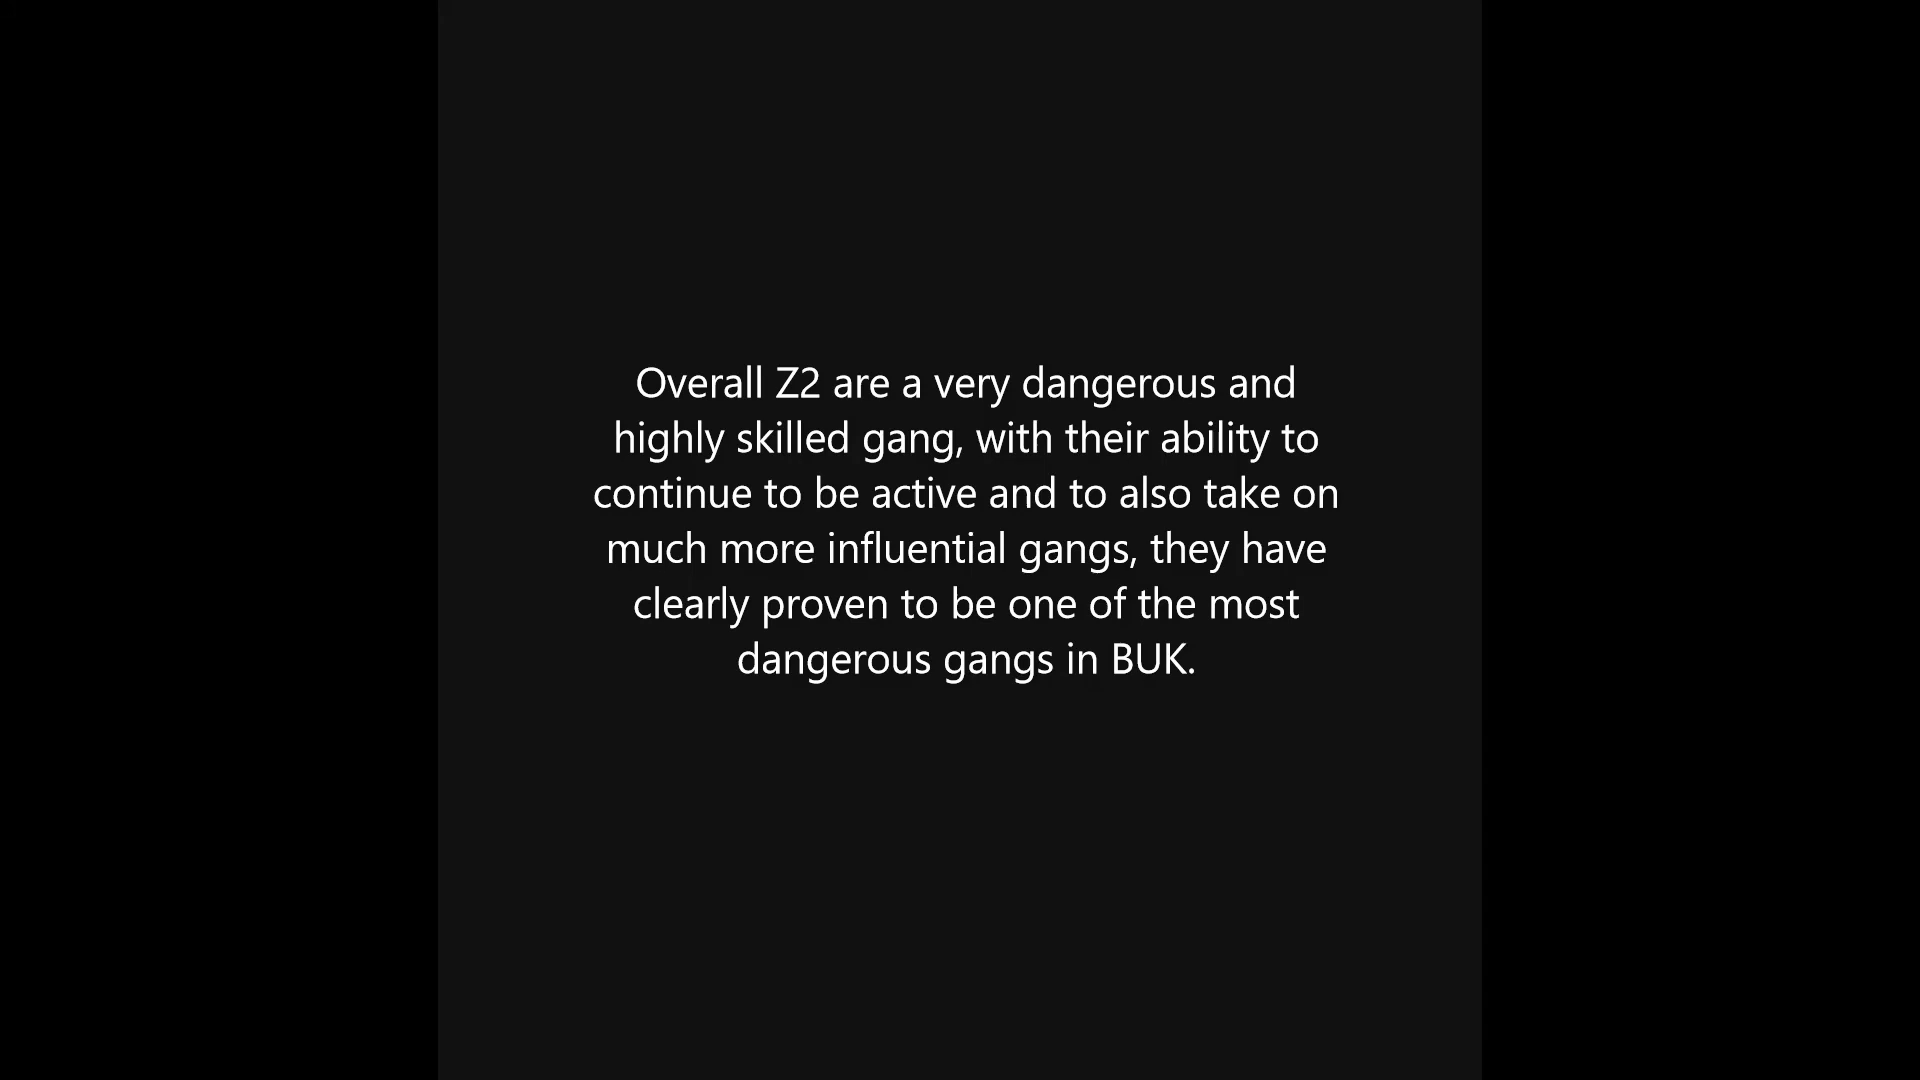 Overall Z2 are a very dangerous and
highly skilled gang, with their ability to
continue to be active and to also take on
much more influential gangs, they have
clearly proven to be one of the most
dangerous gangs in BUK.